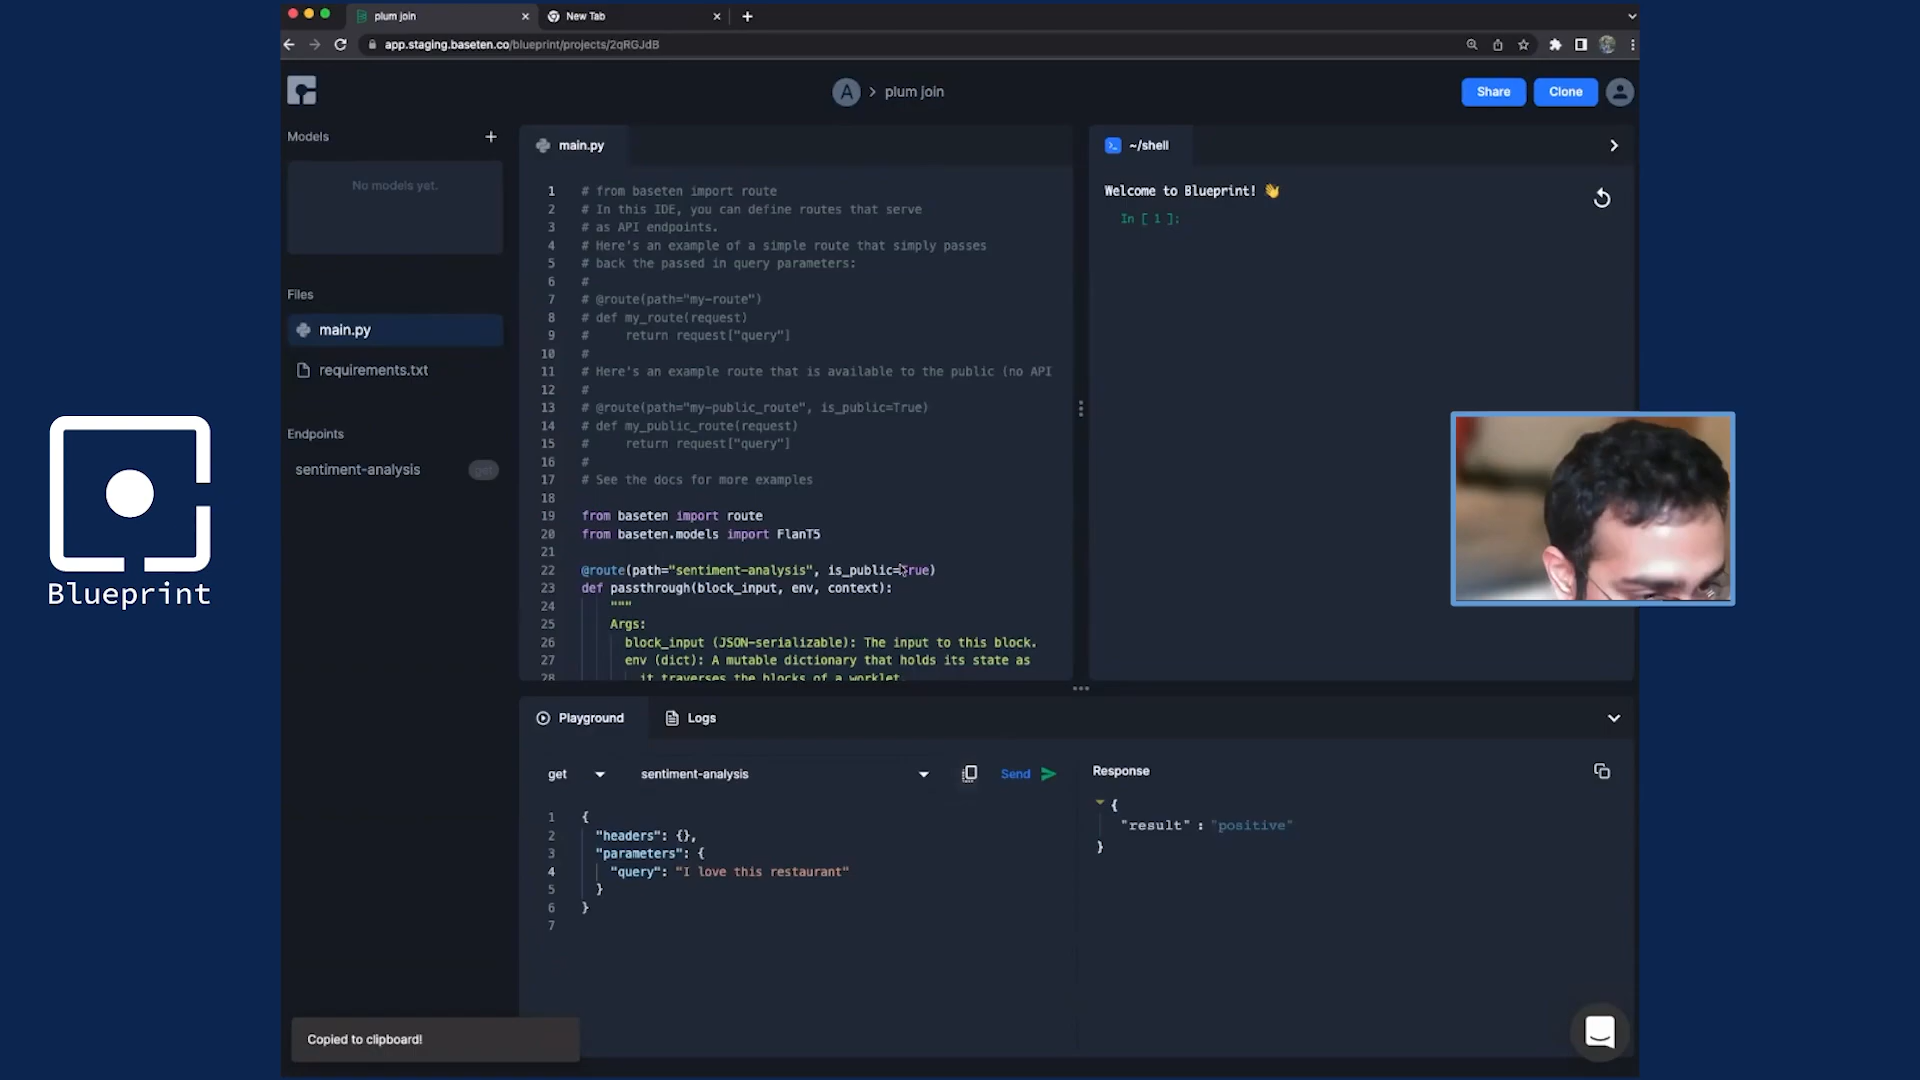 plum join
New Tab
app.staging.baseten.co/blueprint/projects/2qRGJdB
A
plum join
Share
Clone
Models
No models yet.
Files
main.py
requirements.txt
Endpoints
sentiment-analysis
get
main.py
1 # from baseten import route
2 # In this IDE, you can define routes that serve
3 # as API endpoints.
4 # Here's an example of a simple route that simply passes
5 # back the passed in query parameters:
6 #
7 # @route(path="my-route")
8 # def my_route(request)
9 #     return request["query"]
10 #
11 # Here's an example route that is available to the public (no API
12 #
13 # @route(path="my-public_route", is_public=True)
14 # def my_public_route(request)
15 #     return request["query"]
16 #
17 # See the docs for more examples
18
19 from baseten import route
20 from baseten.models import FlanT5
21
22 @route(path="sentiment-analysis", is_public=True)
23 def passthrough(block_input, env, context):
24     """
25     Args:
26       block_input (JSON-serializable): The input to this block.
27       env (dict): A mutable dictionary that holds its state as
28         it traverses the blocks of a worklet.
~/shell
Welcome to Blueprint! 👋
In [ 1 ]:
Playground
Logs
get
sentiment-analysis
Send
1 {
2   "headers": {},
3   "parameters": {
4     "query": "I love this restaurant"
5   }
6 }
7
Response
{
"result" : "positive"
}
Copied to clipboard!
Blueprint